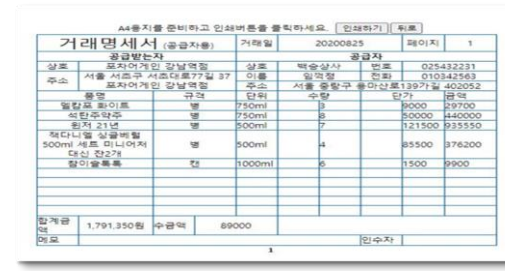 A4용지를 준비하고 인쇄버튼을 클릭하세요. 인쇄하기 뒤로
거래명세서 (공급자용) 거래일 20200825 페이지 1
공급받는자 공급자
상호 포차어게인 강남역점 상호 백승상사 번호 025432231
주소 서울 서초구 서초대로77길 37 이름 임꺽정 전화 010342563
포차어게인 강남역점 주소 서울 중랑구 용마산로139가길 402052
품명 규격 단위 수량 단가 금액
멜캄포 화이트 병 750ml 3 9000 29700
석탄주약주 병 750ml 8 50000 440000
윈저 21년 병 500ml 7 121500 935550
잭다니엘 싱글베럴
500ml 세트 미니어처 병 500ml 4 85500 376200
대신 잔2개
참이슬톡톡 캔 1000ml 6 1500 9900
합계금액 1,791,350원 수금액 89000
메모 인수자
1